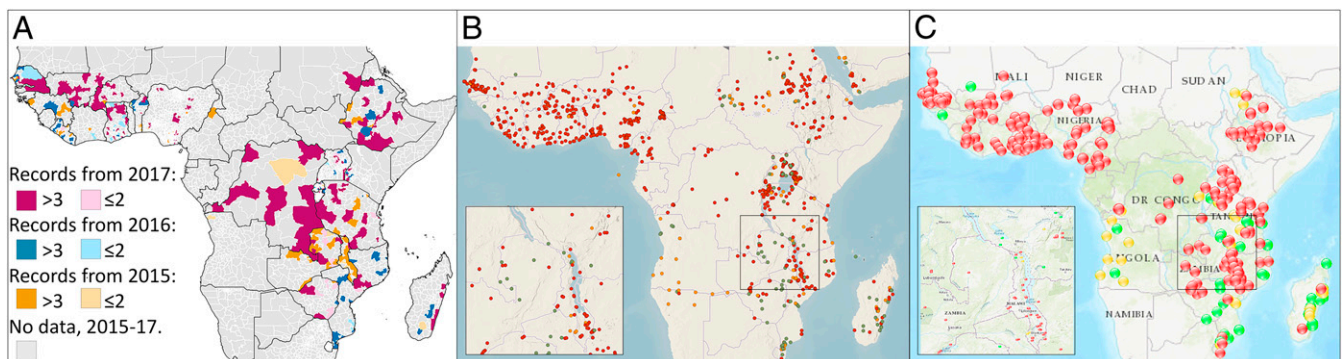 A
Records from 2017:
>3 ≤2
Records from 2016:
>3 ≤2
Records from 2015:
>3 ≤2
No data, 2015-17.
B
C
MALI
NIGER
CHAD
SUDAN
NIGERIA
DR CONGO
ZAMBIA
NAMIBIA